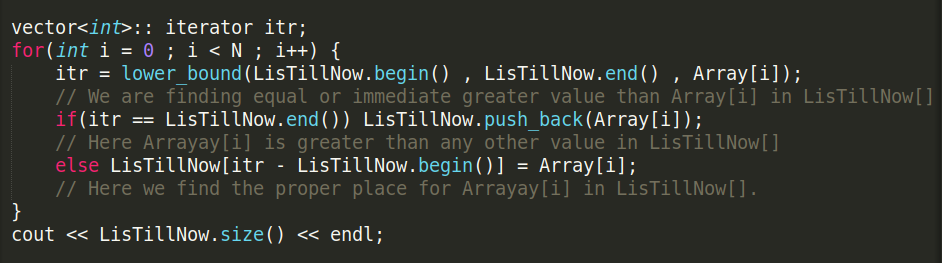 vector<int>:: iterator itr;
for(int i = 0 ; i < N ; i++) {
    itr = lower_bound(LisTillNow.begin() , LisTillNow.end() , Array[i]);
    // We are finding equal or immediate greater value than Array[i] in LisTillNow[]
    if(itr == LisTillNow.end()) LisTillNow.push_back(Array[i]);
    // Here Arrayay[i] is greater than any other value in LisTillNow[]
    else LisTillNow[itr - LisTillNow.begin()] = Array[i];
    // Here we find the proper place for Arrayay[i] in LisTillNow[].
}
cout << LisTillNow.size() << endl;